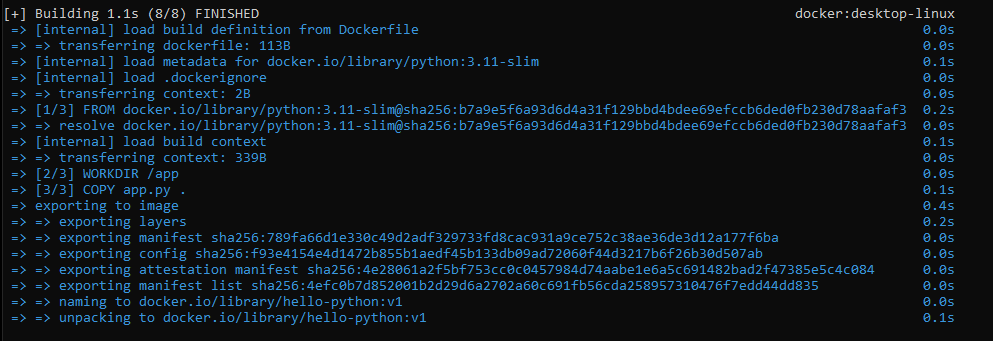 [+] Building 1.1s (8/8) FINISHED docker:desktop-linux
=> [internal] load build definition from Dockerfile 0.0s
=> => transferring dockerfile: 113B 0.0s
=> [internal] load metadata for docker.io/library/python:3.11-slim 0.1s
=> [internal] load .dockerignore 0.0s
=> => transferring context: 2B 0.0s
=> [1/3] FROM docker.io/library/python:3.11-slim@sha256:b7a9e5f6a93d6d4a31f129bbd4bdee69efccb6ded0fb230d78aafaf3 0.2s
=> => resolve docker.io/library/python:3.11-slim@sha256:b7a9e5f6a93d6d4a31f129bbd4bdee69efccb6ded0fb230d78aafaf3 0.0s
=> [internal] load build context 0.1s
=> => transferring context: 339B 0.0s
=> [2/3] WORKDIR /app 0.0s
=> [3/3] COPY app.py . 0.1s
=> exporting to image 0.4s
=> => exporting layers 0.2s
=> => exporting manifest sha256:789fa66d1e330c49d2adf329733fd8cac931a9ce752c38ae36de3d12a177f6ba 0.0s
=> => exporting config sha256:f93e4154e4d1472b855b1aedf45b133db09ad72060f44d3217b6f26b30d507ab 0.0s
=> => exporting attestation manifest sha256:4e28061a2f5bf753cc0c0457984d74aabe1e6a5c691482bad2f47385e5c4c084 0.0s
=> => exporting manifest list sha256:4efc0b7d852001b2d29d6a2702a60c691fb56cda258957310476f7edd44dd835 0.0s
=> => naming to docker.io/library/hello-python:v1 0.0s
=> => unpacking to docker.io/library/hello-python:v1 0.1s